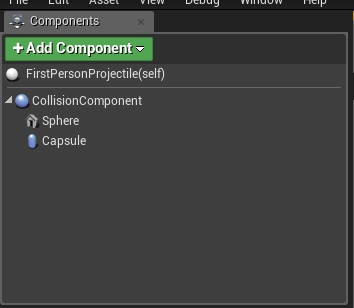 File Edit Asset View Debug Window Help
Components
+ Add Component
FirstPersonProjectile(self)
CollisionComponent
Sphere
Capsule